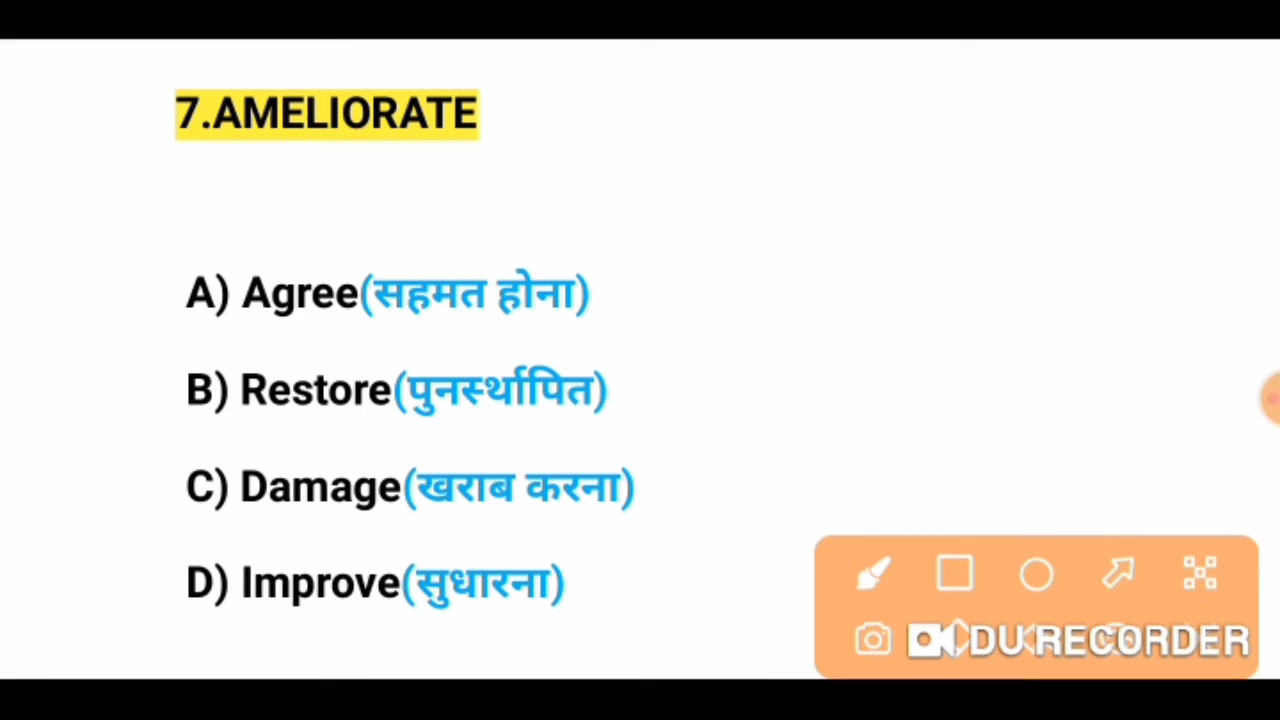 7.AMELIORATE
A) Agree(सहमत होना)
B) Restore(पुनर्स्थापित)
C) Damage(खराब करना)
D) Improve(सुधारना)
DU RECORDER